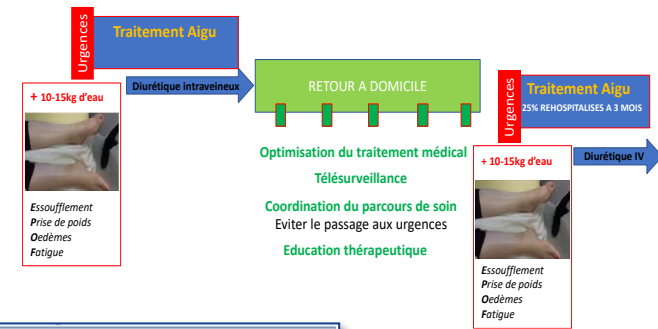 Urgences
Traitement Aigu
+ 10-15kg d'eau
Diurétique intraveineux
Essoufflement
Prise de poids
Oedèmes
Fatigue
RETOUR A DOMICILE
Optimisation du traitement médical
Télésurveillance
Coordination du parcours de soin
Eviter le passage aux urgences
Education thérapeutique
Urgences
Traitement Aigu
25% REHOSPITALISES A 3 MOIS
+ 10-15kg d'eau
Diurétique IV
Essoufflement
Prise de poids
Oedèmes
Fatigue